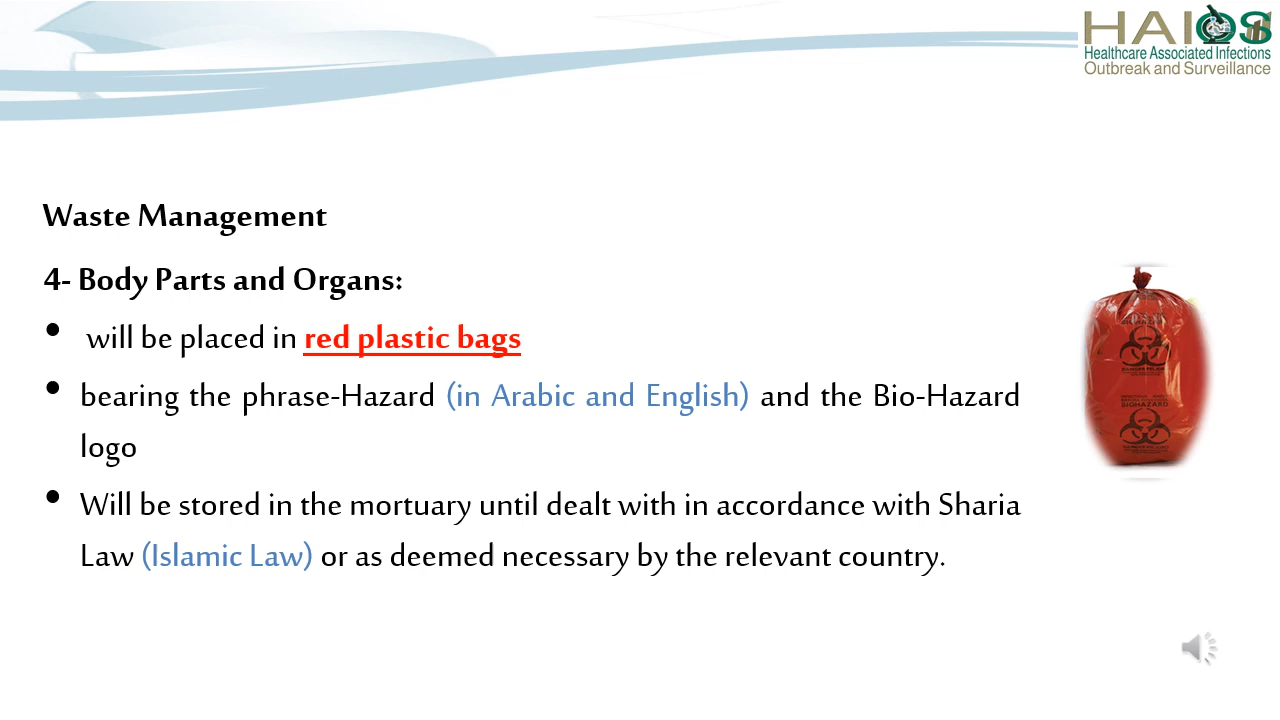 HAIOS
Healthcare Associated Infections
Outbreak and Surveillance
Waste Management
4- Body Parts and Organs:
• will be placed in red plastic bags
• bearing the phrase-Hazard (in Arabic and English) and the Bio-Hazard
logo
• Will be stored in the mortuary until dealt with in accordance with Sharia
Law (Islamic Law) or as deemed necessary by the relevant country.
BIOHAZARD